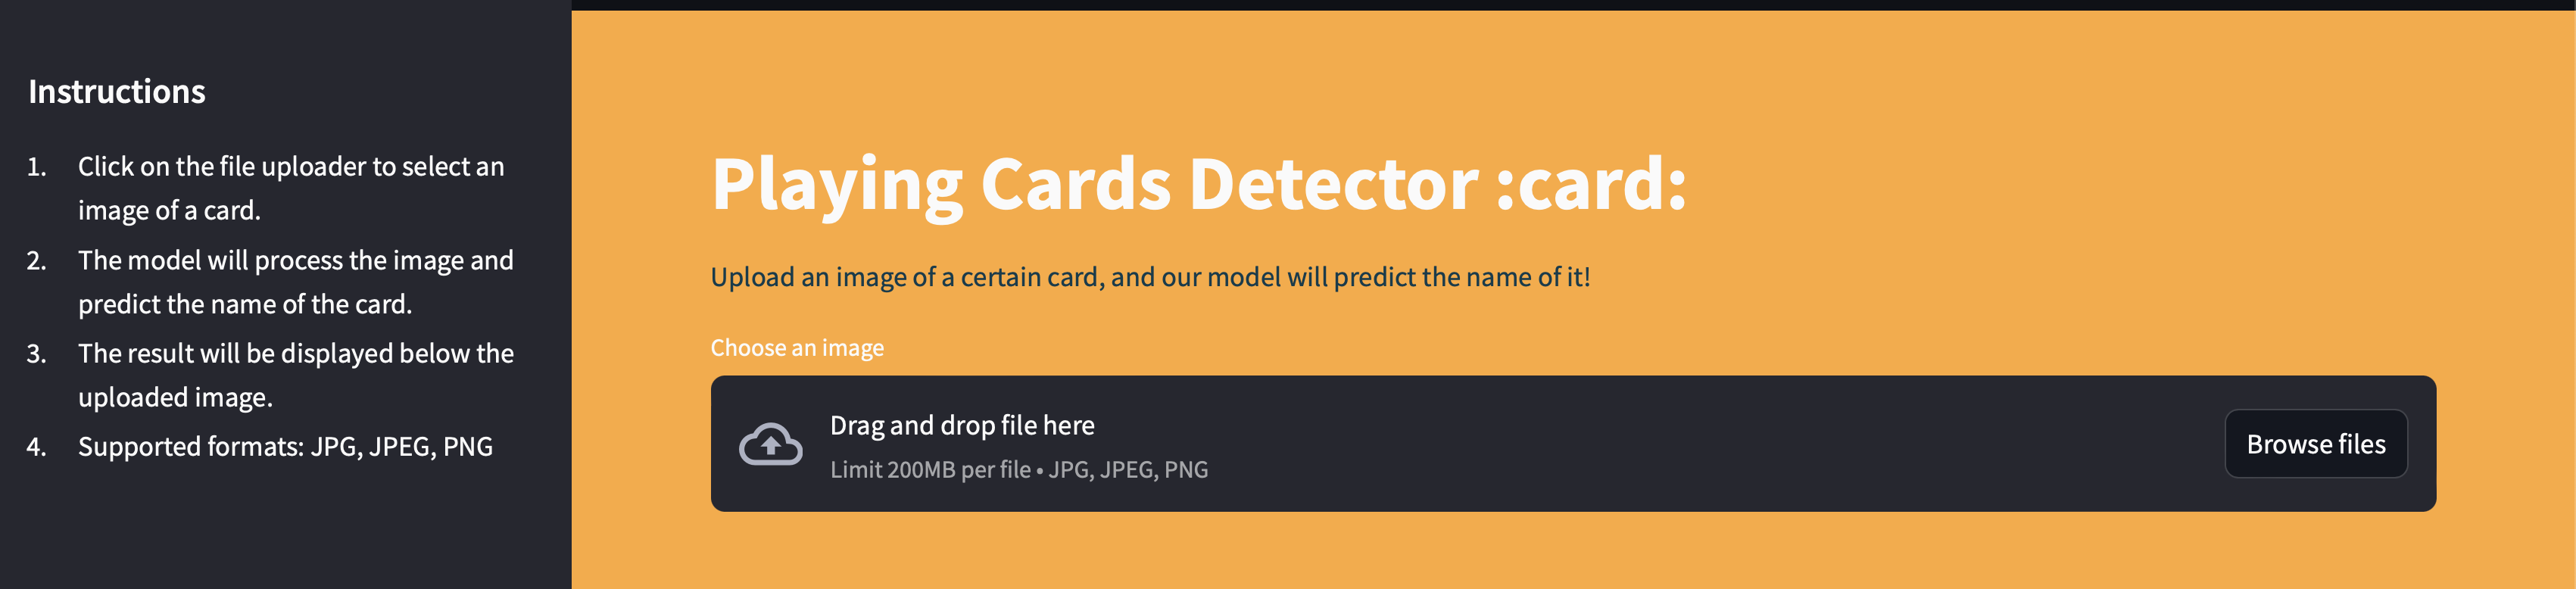 Instructions
1. Click on the file uploader to select an
image of a card.
2. The model will process the image and
predict the name of the card.
3. The result will be displayed below the
uploaded image.
4. Supported formats: JPG, JPEG, PNG
Playing Cards Detector :card:
Upload an image of a certain card, and our model will predict the name of it!
Choose an image
Drag and drop file here
Limit 200MB per file • JPG, JPEG, PNG
Browse files